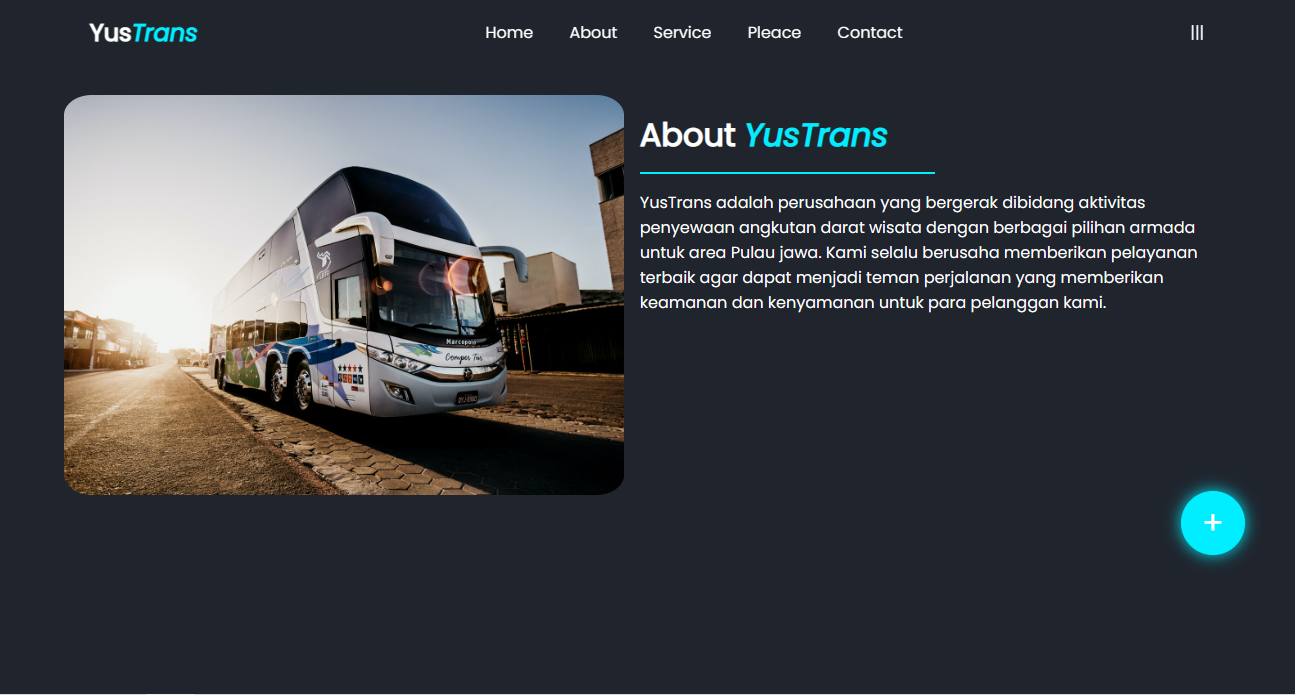 YusTrans
Home About Service Pleace Contact
About YusTrans
YusTrans adalah perusahaan yang bergerak dibidang aktivitas
penyewaan angkutan darat wisata dengan berbagai pilihan armada
untuk area Pulau jawa. Kami selalu berusaha memberikan pelayanan
terbaik agar dapat menjadi teman perjalanan yang memberikan
keamanan dan kenyamanan untuk para pelanggan kami.
Marcopolo
+